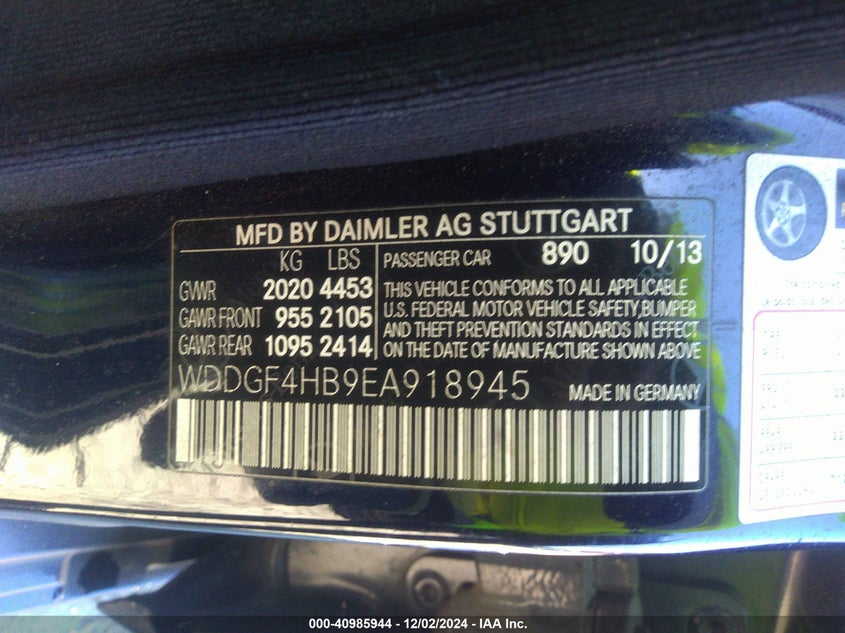 MFD BY DAIMLER AG STUTTGART
KG LBS
GVWR 2020 4453
GAWR FRONT 955 2105
GAWR REAR 1095 2414
PASSENGER CAR 890 10/13
THIS VEHICLE CONFORMS TO ALL APPLICABLE
U.S. FEDERAL MOTOR VEHICLE SAFETY, BUMPER
AND THEFT PREVENTION STANDARDS IN EFFECT
ON THE DATE OF MANUFACTURE SHOWN ABOVE
WDDGF4HB9EA918945 MADE IN GERMANY
The combined
000-40985944 - 12/02/2024 - IAA Inc.